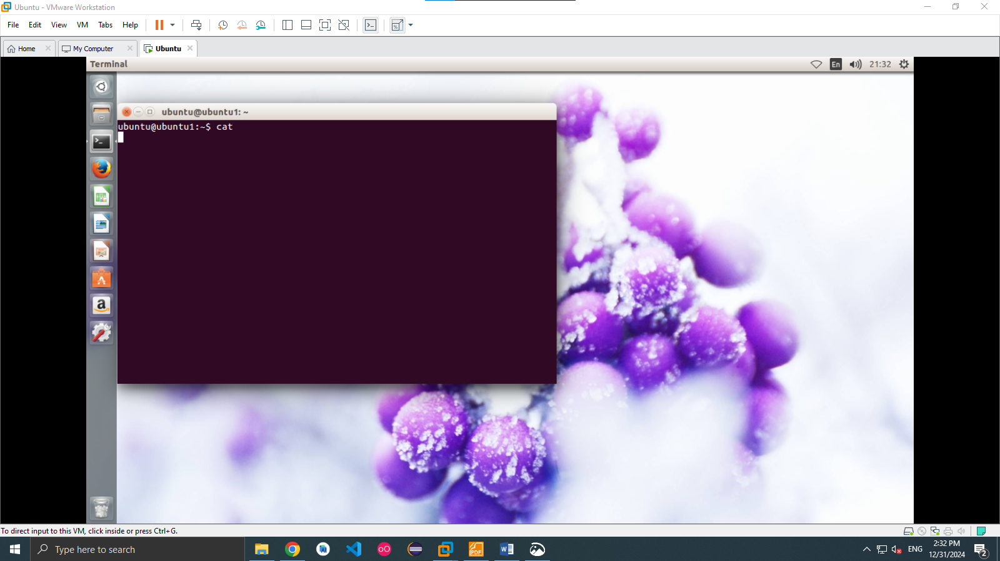 Ubuntu - VMware Workstation
File Edit View VM Tabs Help
Home My Computer Ubuntu
Terminal En 21:32
ubuntu@ubuntu1: ~
ubuntu@ubuntu1:~$ cat
a
To direct input to this VM, click inside or press Ctrl+G.
Type here to search
PDF
W
ENG
2:32 PM
12/31/2024
2